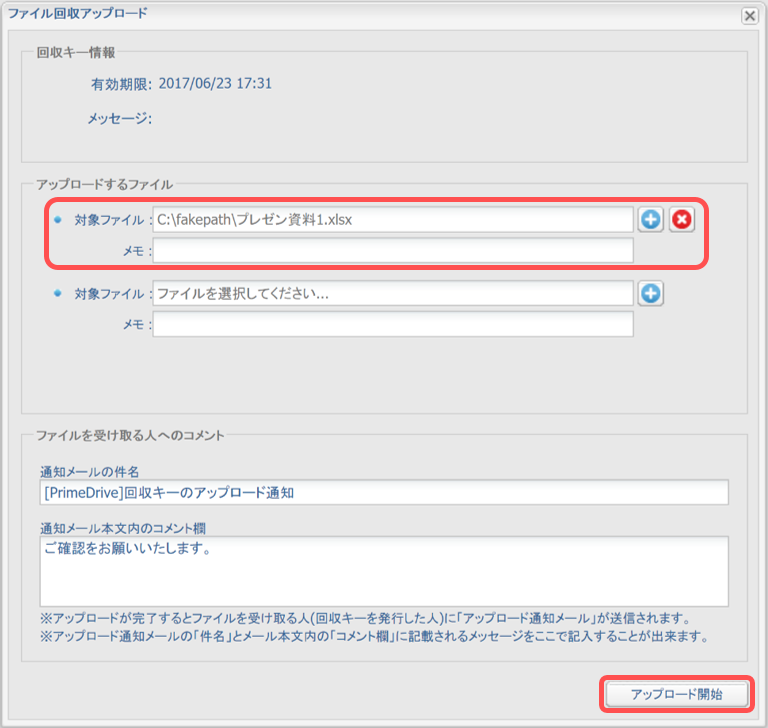 ファイル回収アップロード
回収キー情報
有効期限: 2017/06/23 17:31
メッセージ:
アップロードするファイル
対象ファイル : C:\fakepath\プレゼン資料1.xlsx
メモ :
対象ファイル : ファイルを選択してください...
メモ :
ファイルを受け取る人へのコメント
通知メールの件名
[PrimeDrive]回収キーのアップロード通知
通知メール本文内のコメント欄
ご確認をお願いいたします。
※アップロードが完了するとファイルを受け取る人(回収キーを発行した人)に「アップロード通知メール」が送信されます。
※アップロード通知メールの「件名」とメール本文内の「コメント欄」に記載されるメッセージをここで記入することが出来ます。
アップロード開始